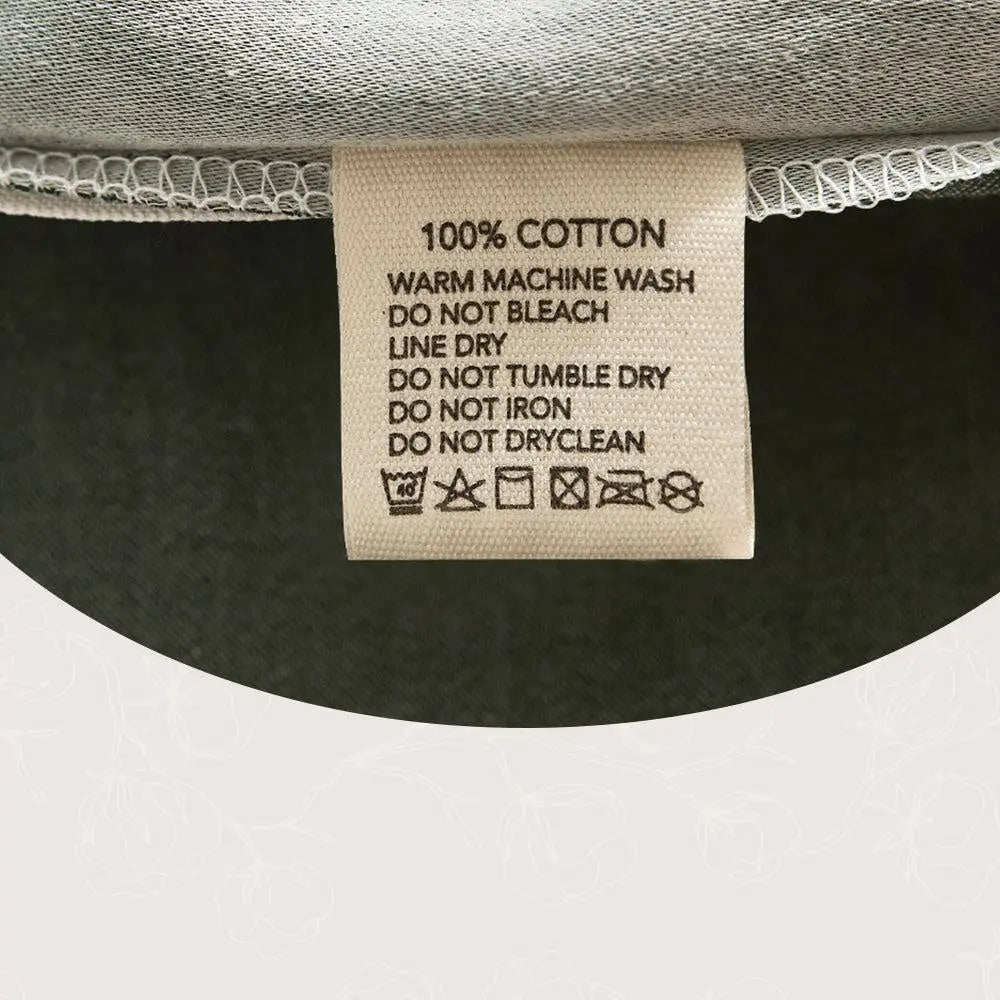 100% COTTON
WARM MACHINE WASH
DO NOT BLEACH
LINE DRY
DO NOT TUMBLE DRY
DO NOT IRON
DO NOT DRYCLEAN
40°